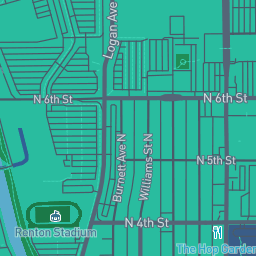 Logan Ave
N 6th St
N 6th St
Burnett Ave N
Williams St N
N 5th St
N 4th St
Renton Stadium
The Hop Garden